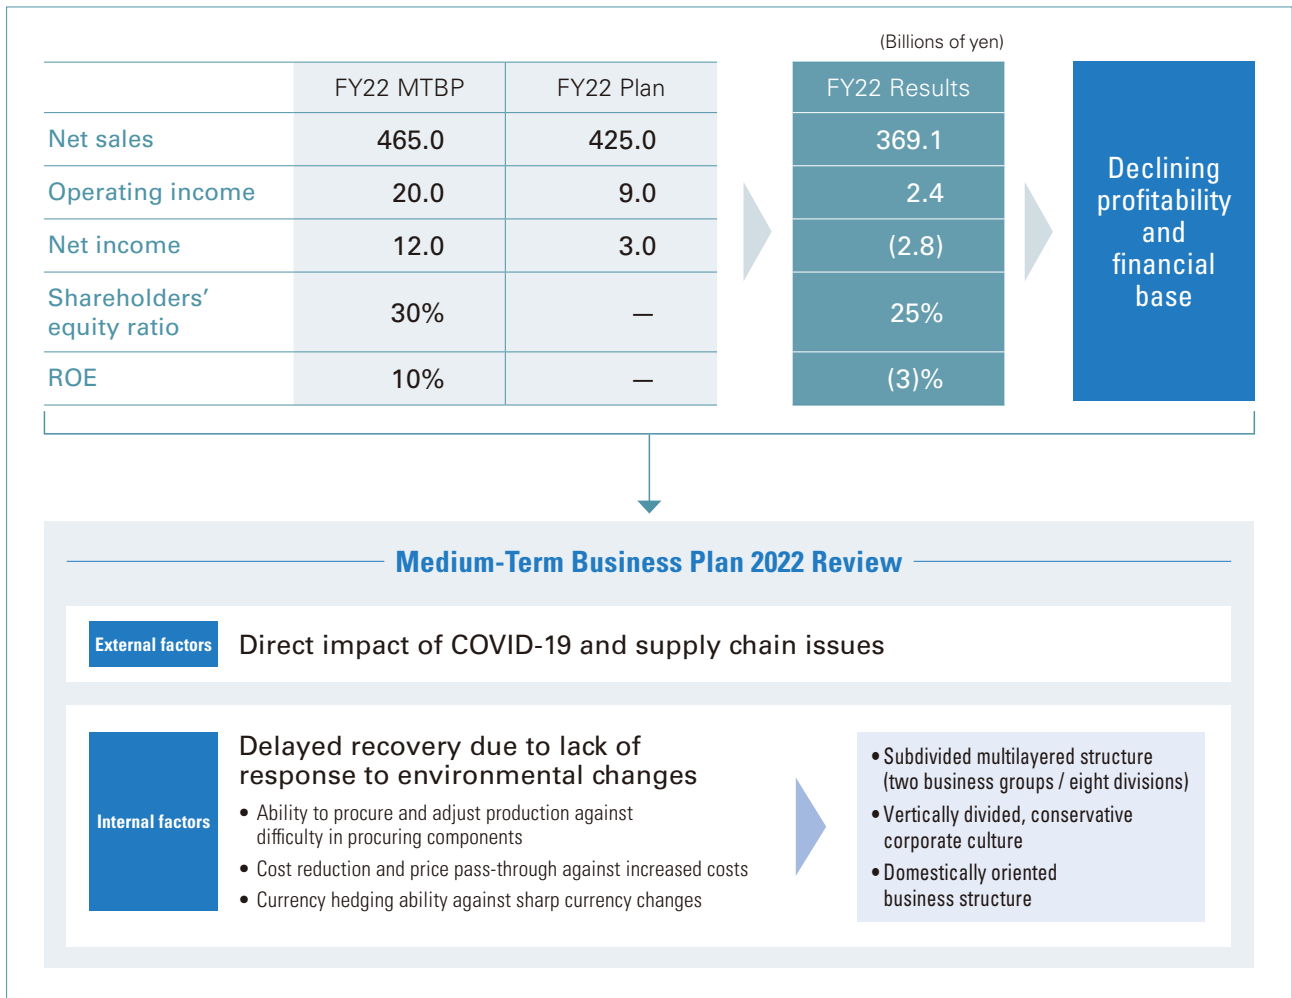 (Billions of yen)
FY22 MTBP FY22 Plan FY22 Results
Net sales 465.0 425.0 369.1
Operating income 20.0 9.0 2.4
Net income 12.0 3.0 (2.8)
Shareholders'
equity ratio 30% — 25%
ROE 10% — (3)%
Declining
profitability
and
financial
base
Medium-Term Business Plan 2022 Review
External factors
Direct impact of COVID-19 and supply chain issues
Internal factors
Delayed recovery due to lack of
response to environmental changes
• Ability to procure and adjust production against
difficulty in procuring components
• Cost reduction and price pass-through against increased costs
• Currency hedging ability against sharp currency changes
• Subdivided multilayered structure
(two business groups / eight divisions)
• Vertically divided, conservative
corporate culture
• Domestically oriented
business structure